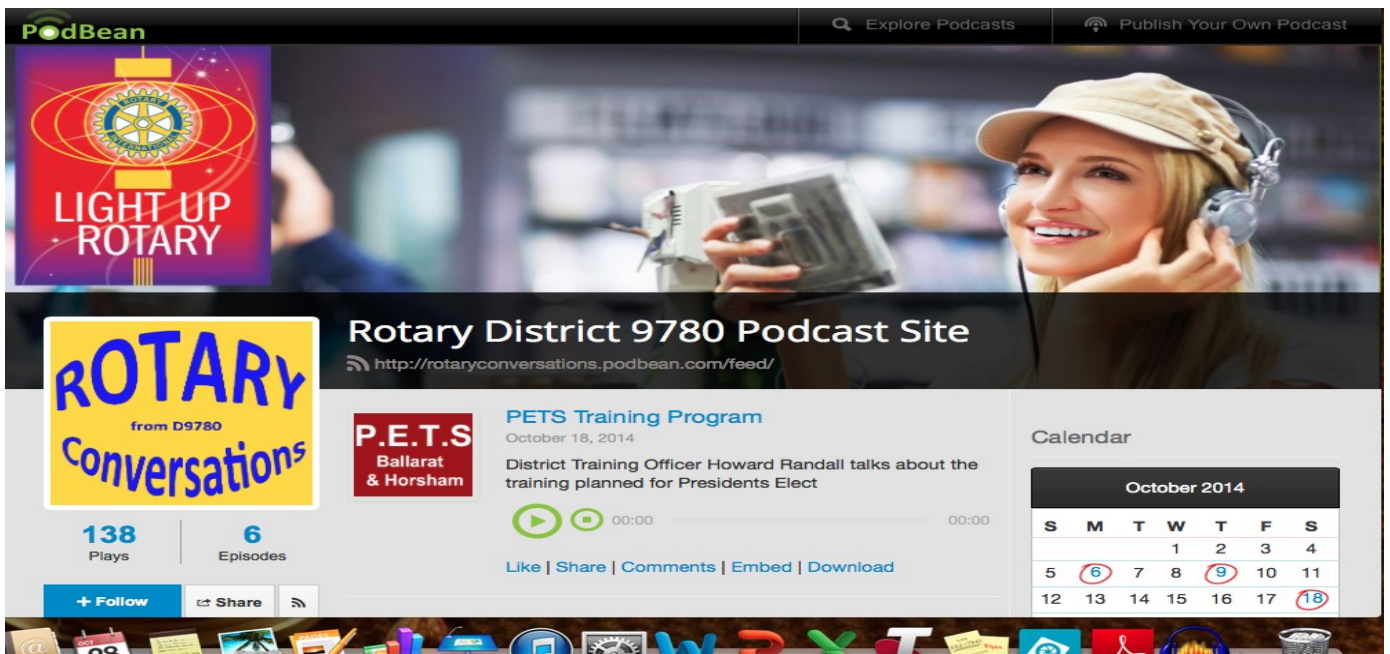 PodBean
Explore Podcasts
Publish Your Own Podcast
ROTARY
INTERNATIONAL
LIGHT UP
ROTARY
Rotary District 9780 Podcast Site
http://rotaryconversations.podbean.com/feed/
ROTARY
from D9780
Conversations
138
Plays
6
Episodes
+ Follow
Share
P.E.T.S
Ballarat
& Horsham
PETS Training Program
October 18, 2014
District Training Officer Howard Randall talks about the
training planned for Presidents Elect
00:00
00:00
Like | Share | Comments | Embed | Download
Calendar
October 2014
S M T W T F S
1 2 3 4
5 6 7 8 9 10 11
12 13 14 15 16 17 18
OCT
PAGES